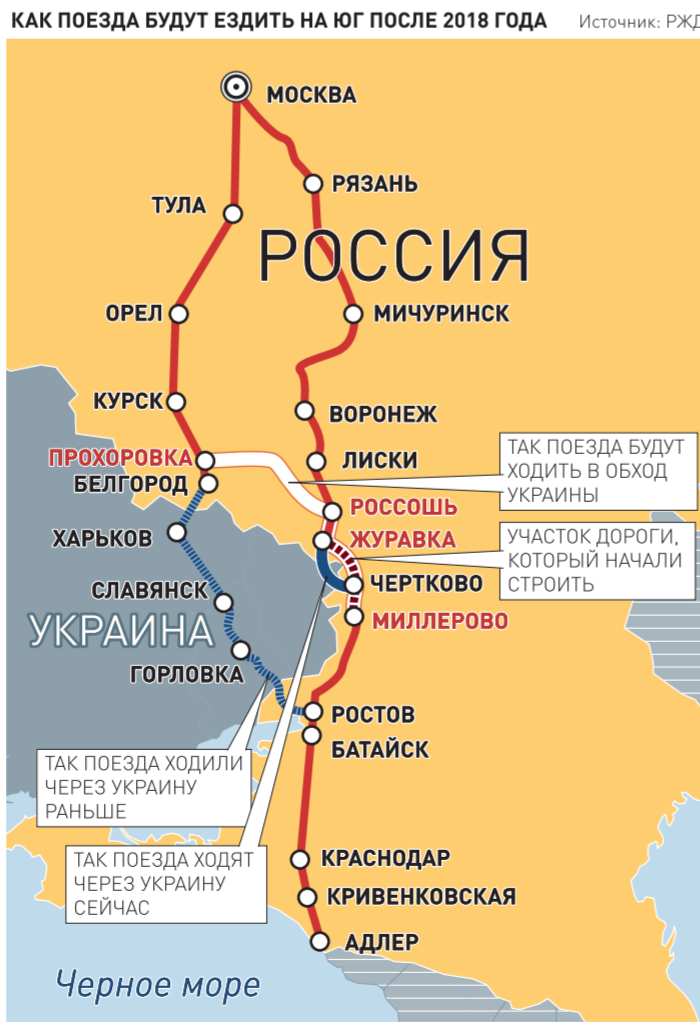 КАК ПОЕЗДА БУДУТ ЕЗДИТЬ НА ЮГ ПОСЛЕ 2018 ГОДА
Источник: РЖД
МОСКВА
РЯЗАНЬ
ТУЛА
РОССИЯ
ОРЕЛ
МИЧУРИНСК
КУРСК
ВОРОНЕЖ
ПРОХОРОВКА
ЛИСКИ
ТАК ПОЕЗДА БУДУТ
ХОДИТЬ В ОБХОД
УКРАИНЫ
БЕЛГОРОД
РОССОШЬ
ХАРЬКОВ
ЖУРАВКА
УЧАСТОК ДОРОГИ,
КОТОРЫЙ НАЧАЛИ
СТРОИТЬ
СЛАВЯНСК
ЧЕРТКОВО
УКРАИНА
МИЛЛЕРОВО
ГОРЛОВКА
РОСТОВ
БАТАЙСК
ТАК ПОЕЗДА ХОДИЛИ
ЧЕРЕЗ УКРАИНУ
РАНЬШЕ
ТАК ПОЕЗДА ХОДЯТ
ЧЕРЕЗ УКРАИНУ
СЕЙЧАС
КРАСНОДАР
КРИВЕНКОВСКАЯ
АДЛЕР
Черное море